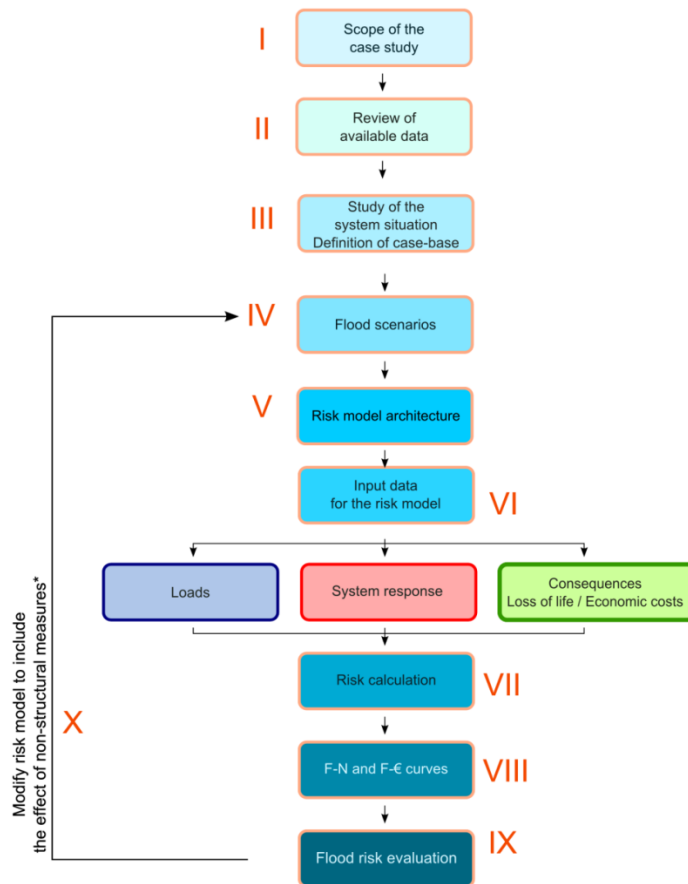 I
Scope of the
case study
II
Review of
available data
III
Study of the
system situation
Definition of case-base
IV
Flood scenarios
V
Risk model architecture
Input data
for the risk model
VI
Loads
System response
Consequences
Loss of life / Economic costs
Risk calculation
VII
F-N and F-€ curves
VIII
Flood risk evaluation
IX
X
Modify risk model to include
the effect of non-structural measures*